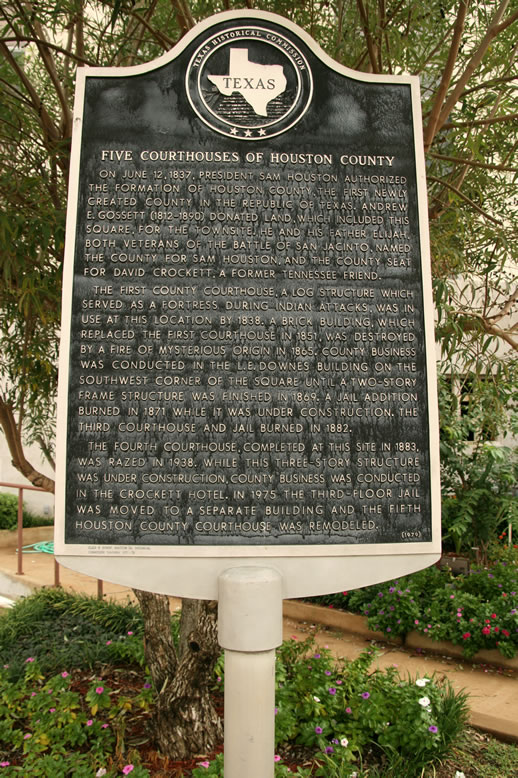 TEXAS HISTORICAL COMMISSION
TEXAS
FIVE COURTHOUSES OF HOUSTON COUNTY
ON JUNE 12, 1837, PRESIDENT SAM HOUSTON AUTHORIZED
THE FORMATION OF HOUSTON COUNTY, THE FIRST NEWLY
CREATED COUNTY IN THE REPUBLIC OF TEXAS. ANDREW
E. GOSSETT (1812-1890) DONATED LAND, WHICH INCLUDED THIS
SQUARE, FOR THE TOWNSITE. HE AND HIS FATHER ELIJAH,
BOTH VETERANS OF THE BATTLE OF SAN JACINTO, NAMED
THE COUNTY FOR SAM HOUSTON, AND THE COUNTY SEAT
FOR DAVID CROCKETT, A FORMER TENNESSEE FRIEND.
THE FIRST COUNTY COURTHOUSE, A LOG STRUCTURE WHICH
SERVED AS A FORTRESS DURING INDIAN ATTACKS, WAS IN
USE AT THIS LOCATION BY 1838. A BRICK BUILDING, WHICH
REPLACED THE FIRST COURTHOUSE IN 1851, WAS DESTROYED
BY A FIRE OF MYSTERIOUS ORIGIN IN 1865. COUNTY BUSINESS
WAS CONDUCTED IN THE L.E. DOWNES BUILDING ON THE
SOUTHWEST CORNER OF THE SQUARE UNTIL A TWO-STORY
FRAME STRUCTURE WAS FINISHED IN 1869. A JAIL ADDITION
BURNED IN 1871 WHILE IT WAS UNDER CONSTRUCTION. THE
THIRD COURTHOUSE AND JAIL BURNED IN 1882.
THE FOURTH COURTHOUSE, COMPLETED AT THIS SITE IN 1883,
WAS RAZED IN 1938. WHILE THIS THREE-STORY STRUCTURE
WAS UNDER CONSTRUCTION, COUNTY BUSINESS WAS CONDUCTED
IN THE CROCKETT HOTEL. IN 1975 THE THIRD-FLOOR JAIL
WAS MOVED TO A SEPARATE BUILDING AND THE FIFTH
HOUSTON COUNTY COURTHOUSE WAS REMODELED.
(1979)